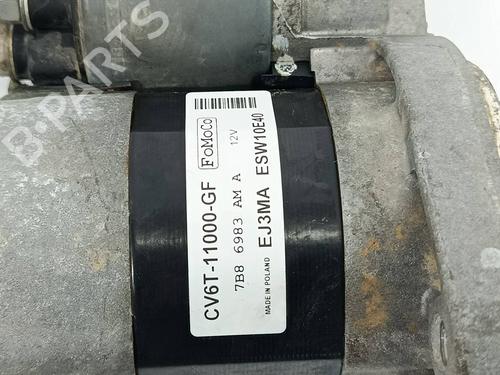 B-PARTS
FoMoCo
12V
CV6T-11000-GF
7B8 6983 AM A
EJ3MA ESW10E40
MADE IN POLAND